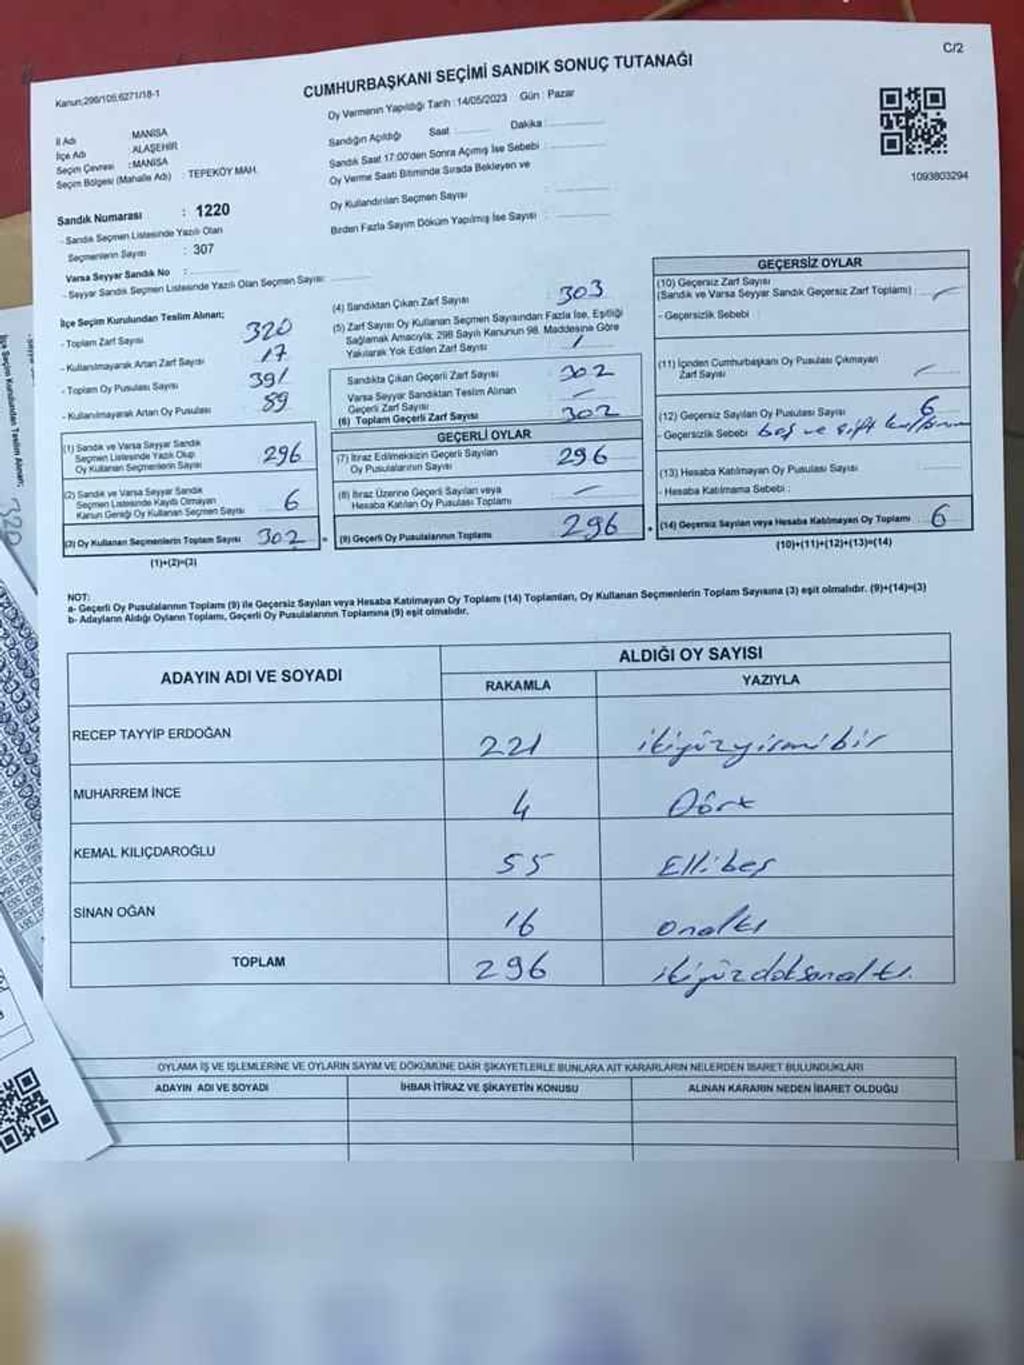 C/2
CUMHURBAŞKANI SEÇİMİ SANDIK SONUÇ TUTANAĞI
Kanun;298/105;6271/18-1
Oy Vermenin Yapıldığı Tarih : 14/05/2023 Gün : Pazar
İl Adı MANİSA
İlçe Adı ALAŞEHİR
Seçim Çevresi :MANİSA
Seçim Bölgesi (Mahalle Adı) : TEPEKÖY MAH.
Sandığın Açıldığı Saat :.......... Dakika :..........
Sandık Saat 17:00'den Sonra Açmış İse Sebebi :..........
Oy Verme Saati Bitiminde Sırada Bekleyen ve
Oy Kullandırılan Seçmen Sayısı :..........
Birden Fazla Sayım Döküm Yapılmış İse Sayısı :..........
1093803294
Sandık Numarası : 1220
- Sandık Seçmen Listesinde Yazılı Olan
Seçmenlerin Sayısı : 307
Varsa Seyyar Sandık No :..........
- Seyyar Sandık Seçmen Listesinde Yazılı Olan Seçmen Sayısı:..........
İlçe Seçim Kurulundan Teslim Alınan;
- Toplam Zarf Sayısı 320
- Kullanılmayarak Artan Zarf Sayısı 17
- Toplam Oy Pusulası Sayısı 391
- Kullanılmayarak Artan Oy Pusulası 89
(1) Sandık ve Varsa Seyyar Sandık
Seçmen Listesinde Yazılı Olup
Oy Kullanan Seçmenlerin Sayısı 296
(2) Sandık ve Varsa Seyyar Sandık
Seçmen Listesinde Kayıtlı Olmayan
Kanun Gereği Oy Kullanan Seçmen Sayısı 6
(3) Oy Kullanan Seçmenlerin Toplam Sayısı 302
(1)+(2)=(3)
(4) Sandıktan Çıkan Zarf Sayısı : 303
(5) Zarf Sayısı Oy Kullanan Seçmen Sayısından Fazla İse, Eşitliği
Sağlamak Amacıyla; 298 Sayılı Kanunun 98. Maddesine Göre
Yakılarak Yok Edilen Zarf Sayısı 1
Sandıkta Çıkan Geçerli Zarf Sayısı : 302
Varsa Seyyar Sandıktan Teslim Alınan
Geçerli Zarf Sayısı : -
(6) Toplam Geçerli Zarf Sayısı : 302
GEÇERLİ OYLAR
(7) İtiraz Edilmeksizin Geçerli Sayılan
Oy Pusulalarının Sayısı 296
(8) İtiraz Üzerine Geçerli Sayılan veya
Hesaba Katılan Oy Pusulası Toplamı -
(9) Geçerli Oy Pusulalarının Toplamı 296
GEÇERSİZ OYLAR
(10) Geçersiz Zarf Sayısı
(Sandık ve Varsa Seyyar Sandık Geçersiz Zarf Toplamı) -
- Geçersizlik Sebebi :
(11) İçinden Cumhurbaşkanı Oy Pusulası Çıkmayan
Zarf Sayısı -
(12) Geçersiz Sayılan Oy Pusulası Sayısı 6
- Geçersizlik Sebebi boş ve çift
(13) Hesaba Katılmayan Oy Pusulası Sayısı
- Hesaba Katılmama Sebebi :
(14) Geçersiz Sayılan veya Hesaba Katılmayan Oy Toplamı 6
(10)+(11)+(12)+(13)=(14)
NOT:
a- Geçerli Oy Pusulalarının Toplamı (9) ile Geçersiz Sayılan veya Hesaba Katılmayan Oy Toplamı (14) Toplamları, Oy Kullanan Seçmenlerin Toplam Sayısına (3) eşit olmalıdır. (9)+(14)=(3)
b- Adayların Aldığı Oyların Toplamı, Geçerli Oy Pusulalarının Toplamına (9) eşit olmalıdır.
ADAYIN ADI VE SOYADI ALDIĞI OY SAYISI
RAKAMLA YAZIYLA
RECEP TAYYİP ERDOĞAN 221 ikiyüzyirmibir
MUHARREM İNCE 4 Dört
KEMAL KILIÇDAROĞLU 55 Ellibeş
SİNAN OĞAN 16 onaltı
TOPLAM 296 ikiyüzdoksanaltı.
OYLAMA İŞ VE İŞLEMLERİNE VE OYLARIN SAYIM VE DÖKÜMÜNE DAİR ŞİKAYETLERLE BUNLARA AİT KARARLARIN NELERDEN İBARET BULUNDUKLARI
ADAYIN ADI VE SOYADI İHBAR İTİRAZ VE ŞİKAYETİN KONUSU ALINAN KARARIN NEDEN İBARET OLDUĞU
İlçe Seçim Kurulundan Teslim Alınan;
320